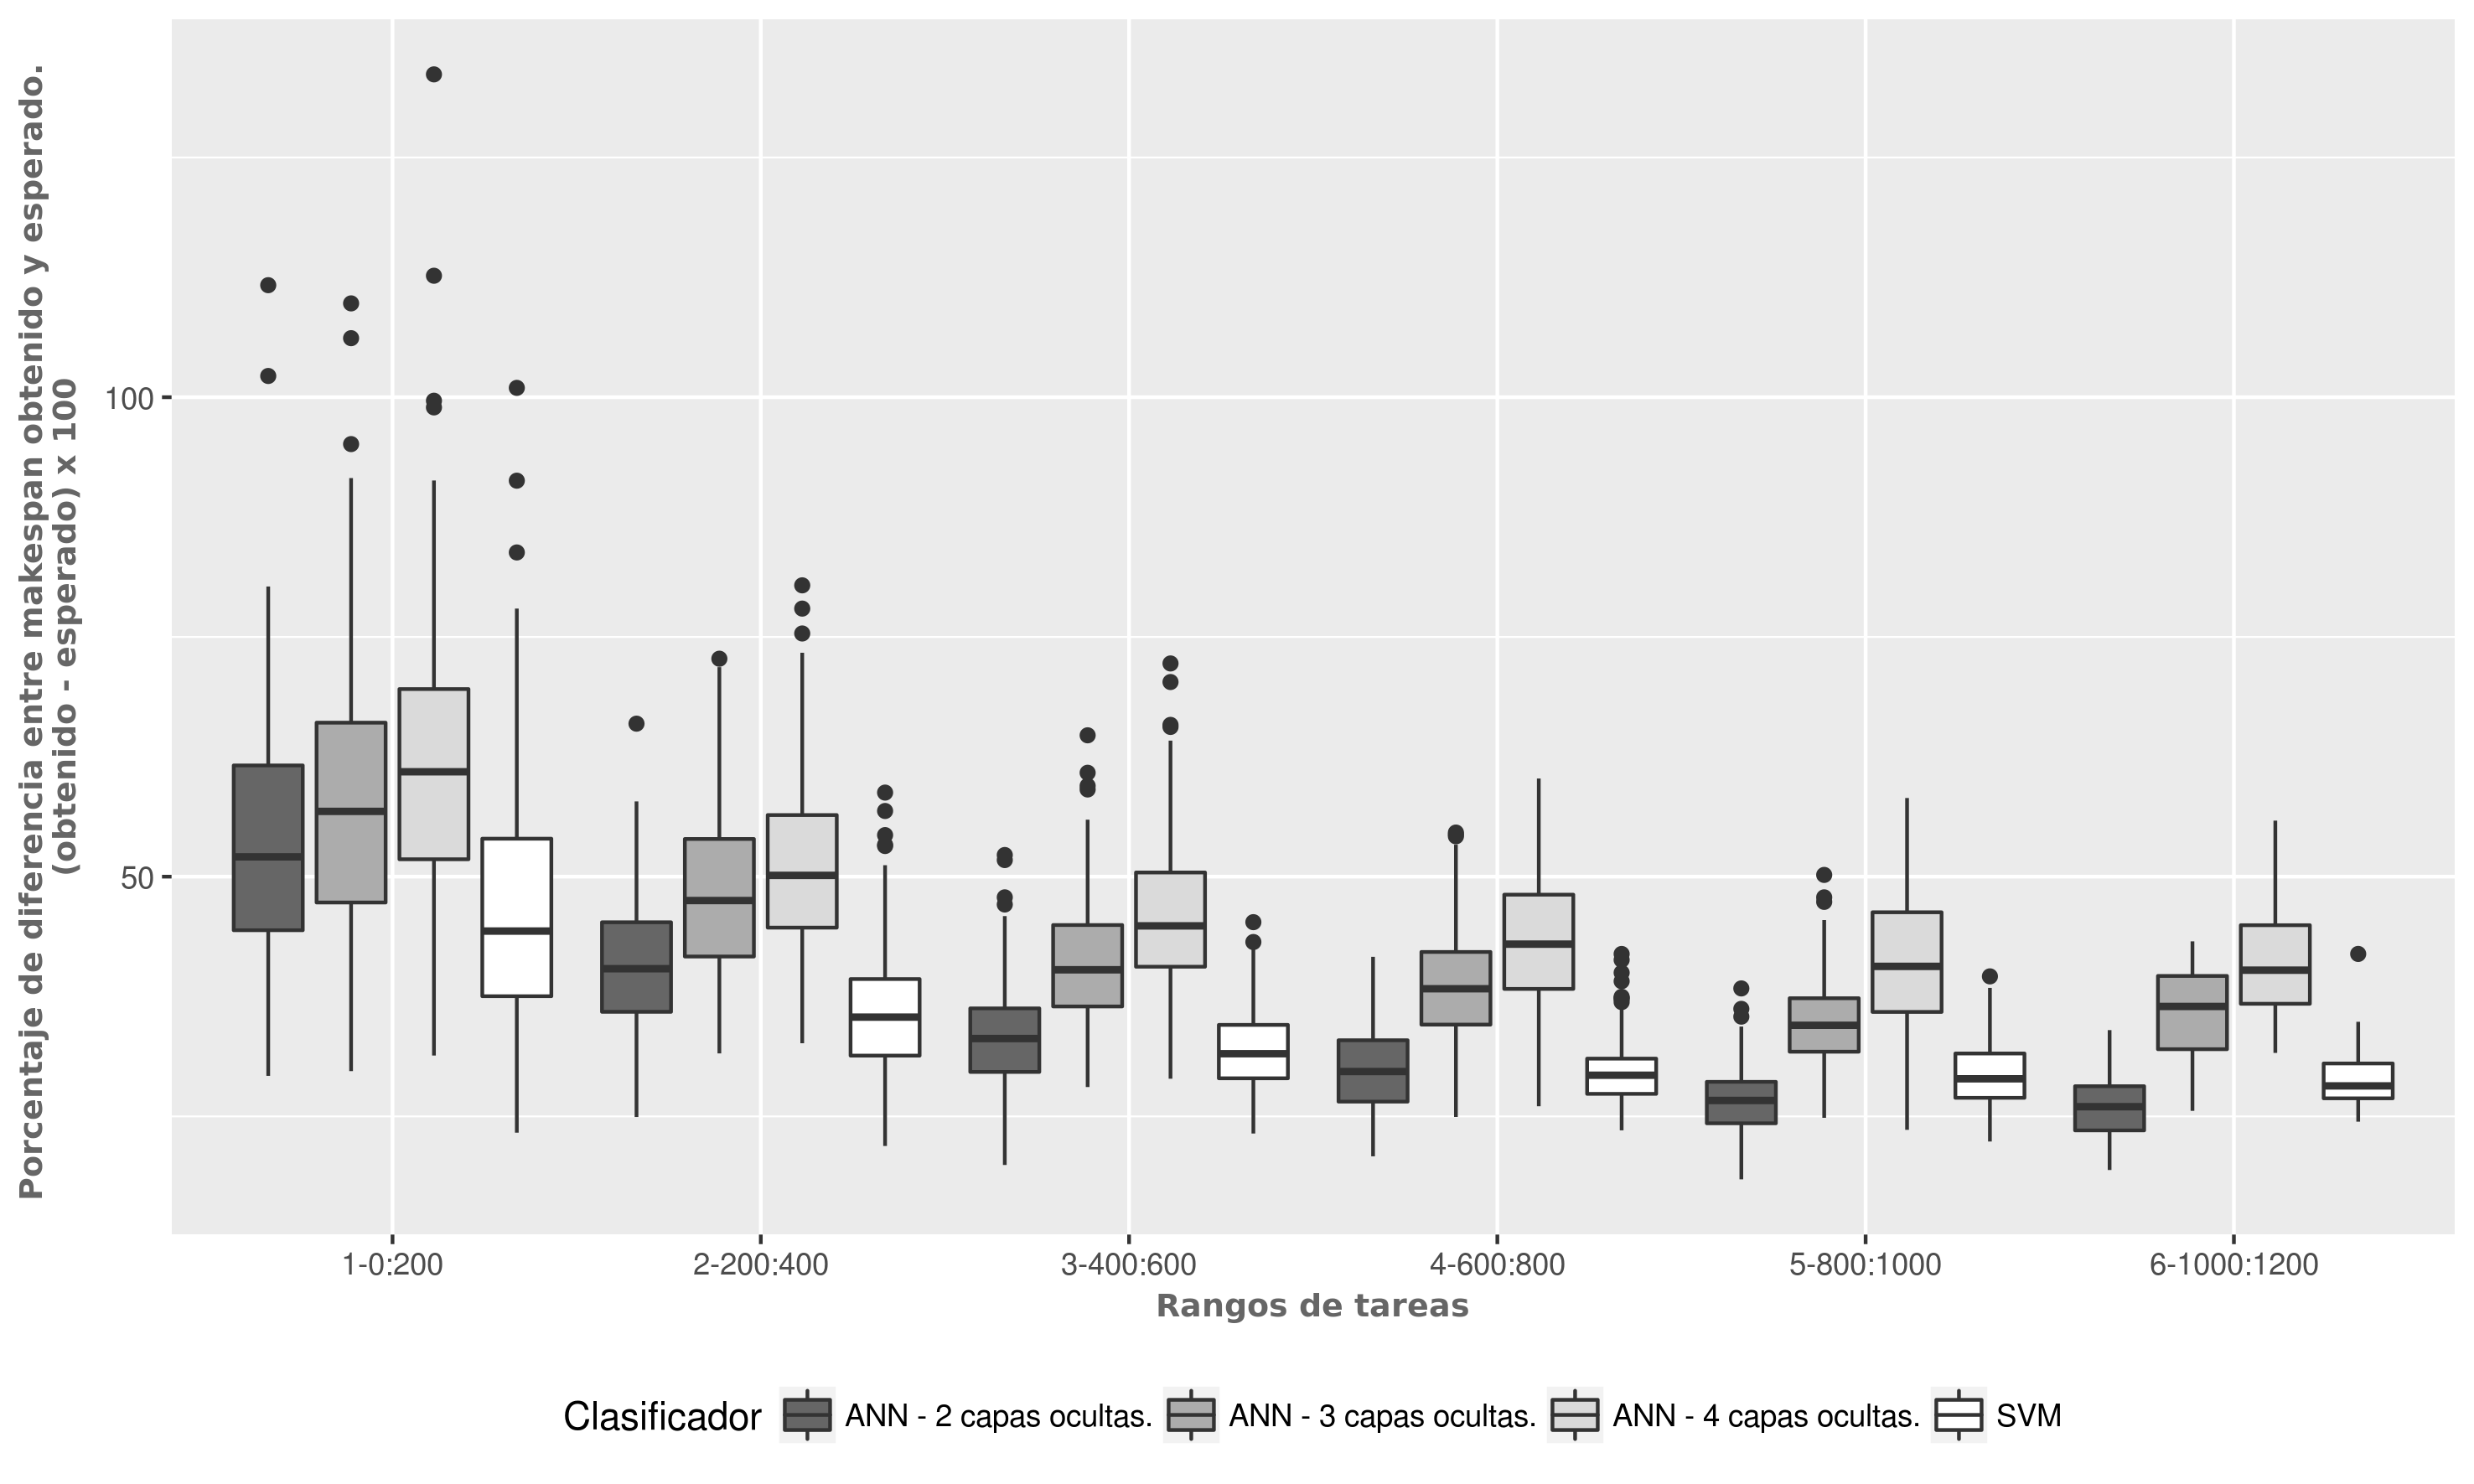 Porcentaje de diferencia entre makespan obtenido y esperado.
(obtenido - esperado) x 100
100
50
1-0:200
2-200:400
3-400:600
4-600:800
5-800:1000
6-1000:1200
Rangos de tareas
Clasificador
ANN - 2 capas ocultas.
ANN - 3 capas ocultas.
ANN - 4 capas ocultas.
SVM